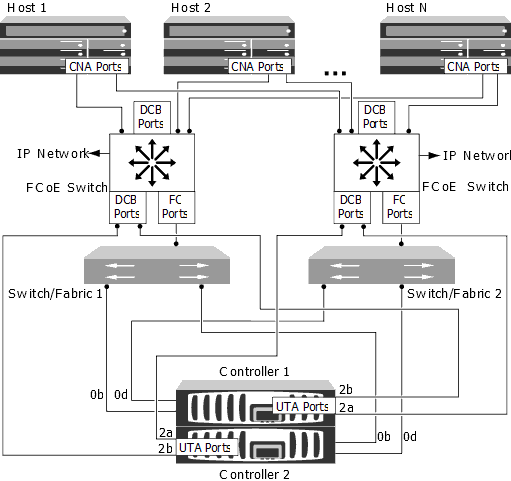 Host 1
Host 2
Host N
CNA Ports
CNA Ports
CNA Ports
...
DCB
Ports
DCB
Ports
IP Network
IP Network
FCoE Switch
FCoE Switch
DCB
Ports
FC
Ports
DCB
Ports
FC
Ports
Switch/Fabric 1
Switch/Fabric 2
Controller 1
0b
0d
2b
UTA Ports
2a
2a
0b
0d
2b
UTA Ports
Controller 2